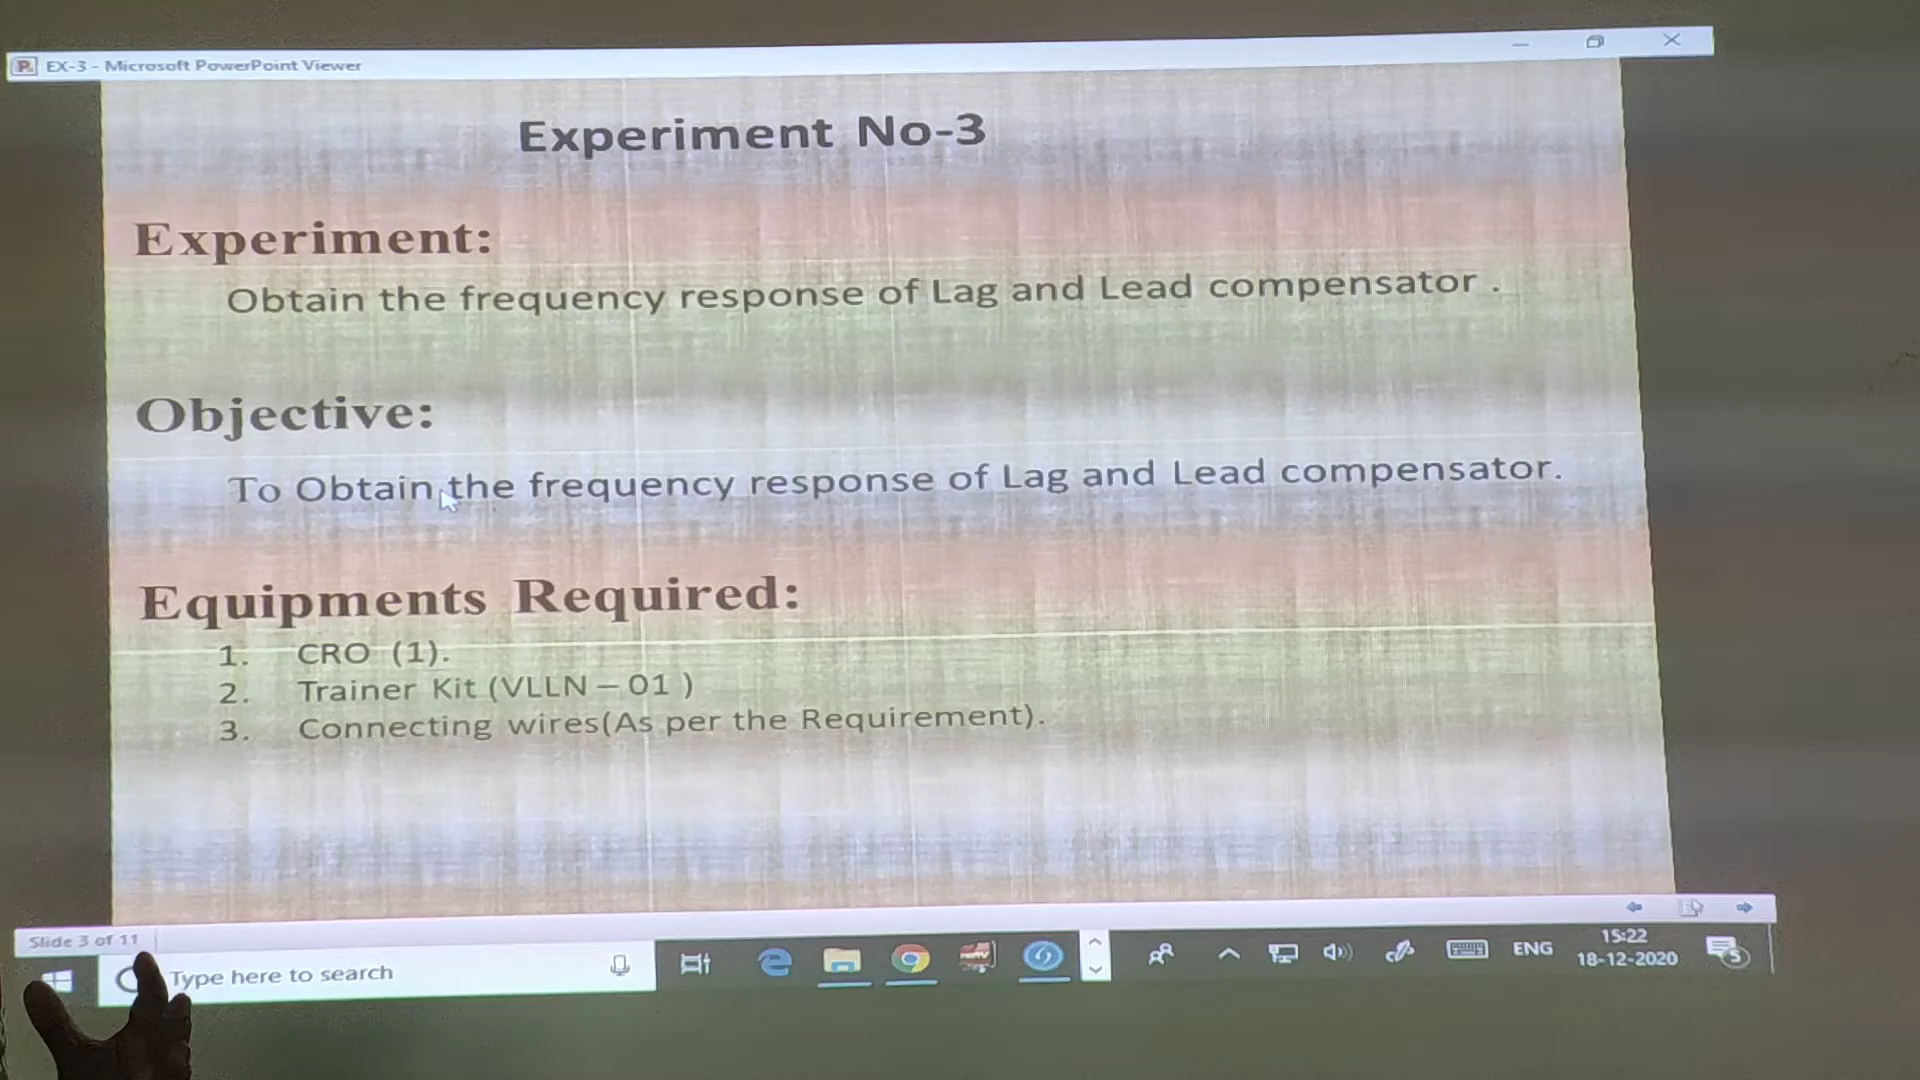 EX-3 - Microsoft PowerPoint Viewer
Experiment No-3
Experiment:
Obtain the frequency response of Lag and Lead compensator .
Objective:
To Obtain the frequency response of Lag and Lead compensator.
Equipments Required:
1. CRO (1).
2. Trainer Kit (VLLN – 01 )
3. Connecting wires(As per the Requirement).
Slide 3 of 11
Type here to search
ENG
15:22
18-12-2020
5